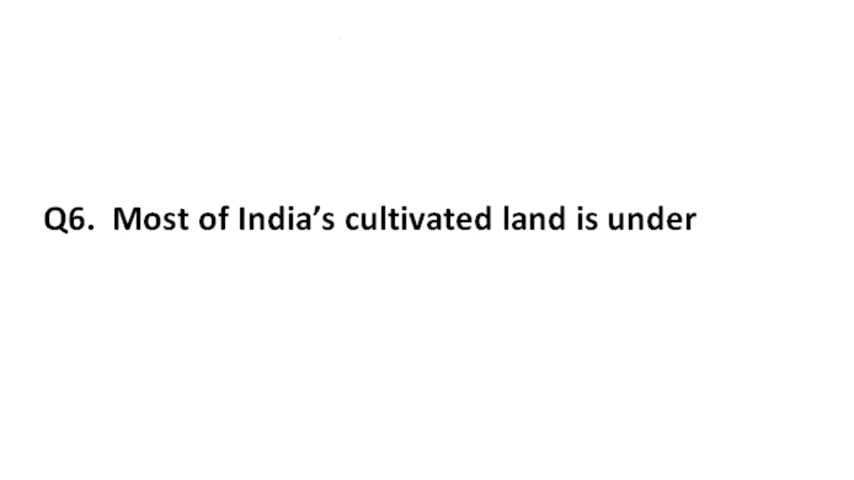 Q6. Most of India's cultivated land is under